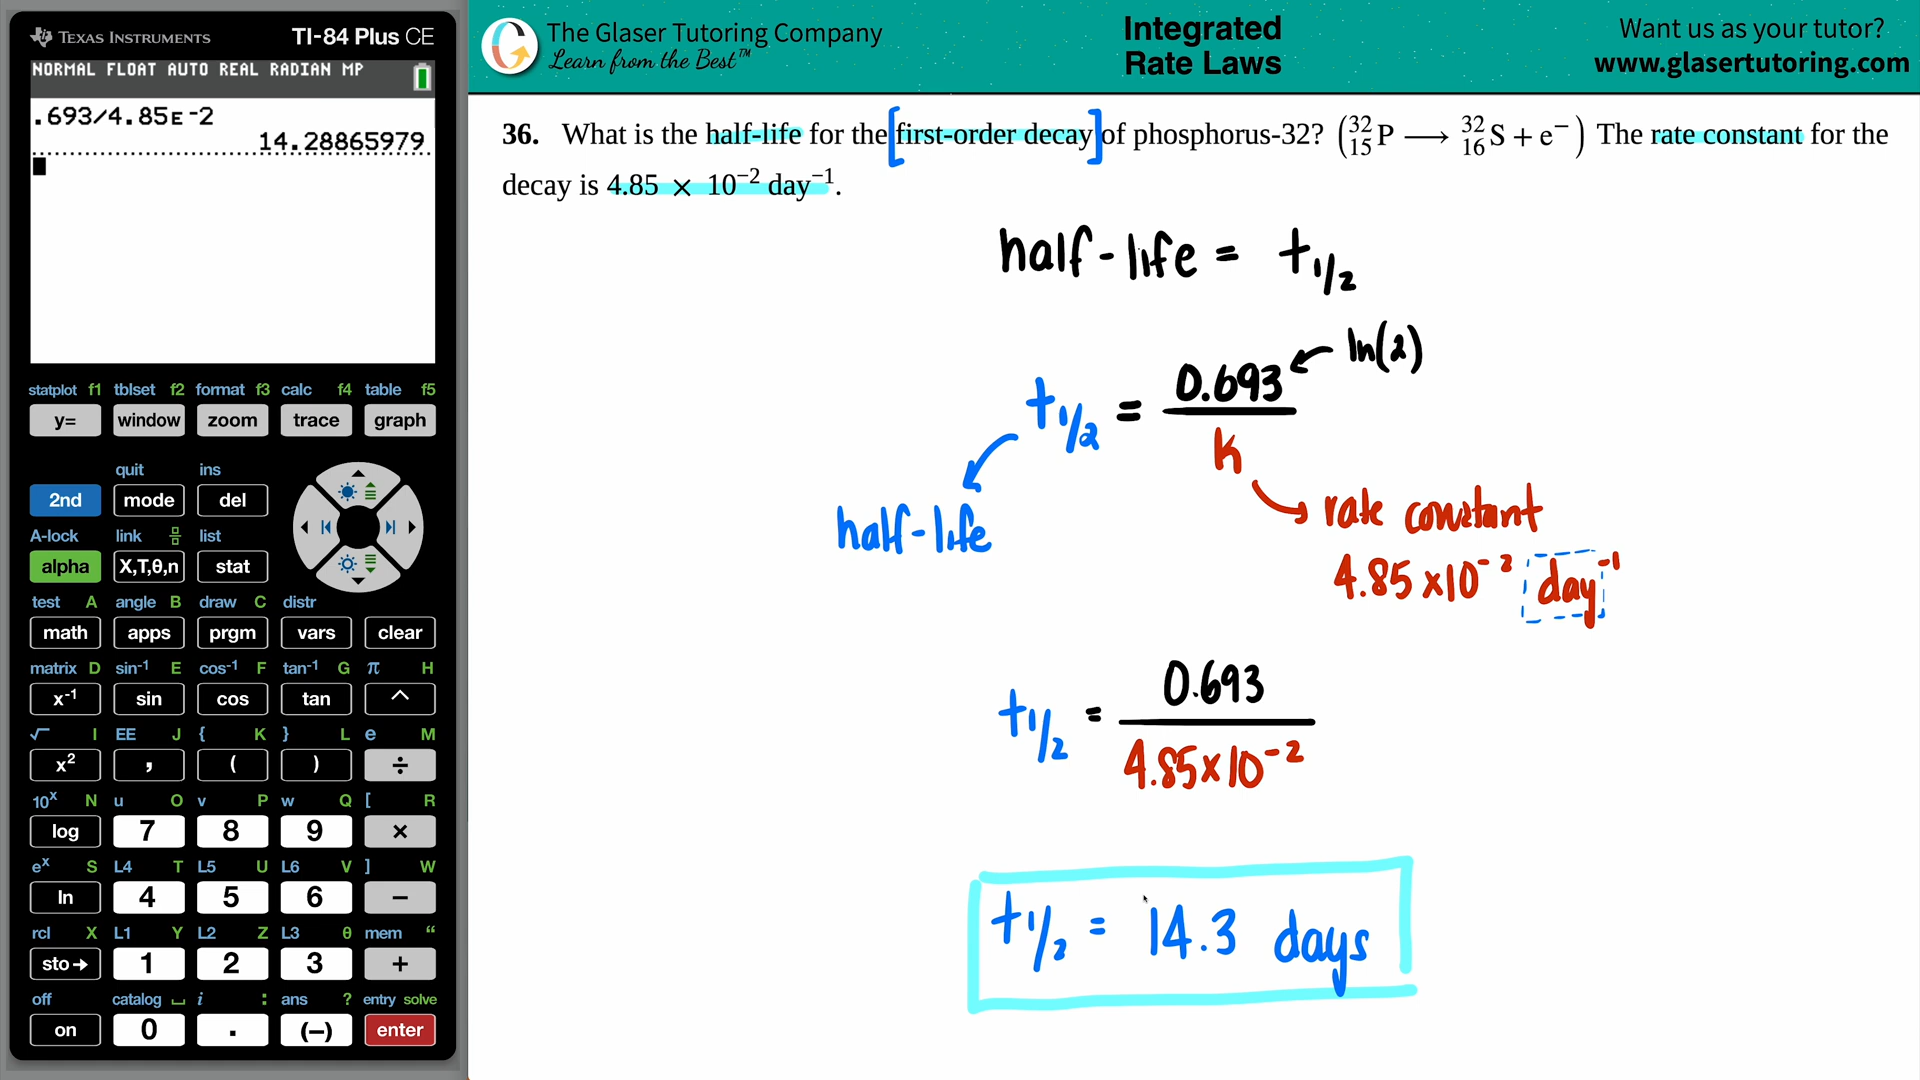 TEXAS INSTRUMENTS TI-84 Plus CE
NORMAL FLOAT AUTO REAL RADIAN MP
.693/4.85E-2
14.28865979
statplot f1 tblset f2 format f3 calc f4 table f5
y= window zoom trace graph
quit ins
2nd mode del
A-lock link list
alpha X,T,θ,n stat
test A angle B draw C distr
math apps prgm vars clear
matrix D sin⁻¹ E cos⁻¹ F tan⁻¹ G π H
x⁻¹ sin cos tan ^
√ I EE J { K } L e M
x² , ( ) ÷
10ˣ N u O v P w Q [ R
log 7 8 9 ×
eˣ S L4 T L5 U L6 V ] W
ln 4 5 6 −
rcl X L1 Y L2 Z L3 θ mem "
sto→ 1 2 3 +
off catalog ⎵ i : ans ? entry solve
on 0 . (−) enter
The Glaser Tutoring Company
Learn from the Best™
Integrated
Rate Laws
Want us as your tutor?
www.glasertutoring.com
36. What is the half-life for the [first-order decay] of phosphorus-32? (³²₁₅P ⟶ ³²₁₆S + e⁻) The rate constant for the
decay is 4.85 × 10⁻² day⁻¹.
half-life = t1/2
ln(2)
t1/2 = 0.693 / k
half-life
rate constant
4.85 x10⁻² day⁻¹
t1/2 = 0.693 / 4.85x10⁻²
t1/2 = 14.3 days